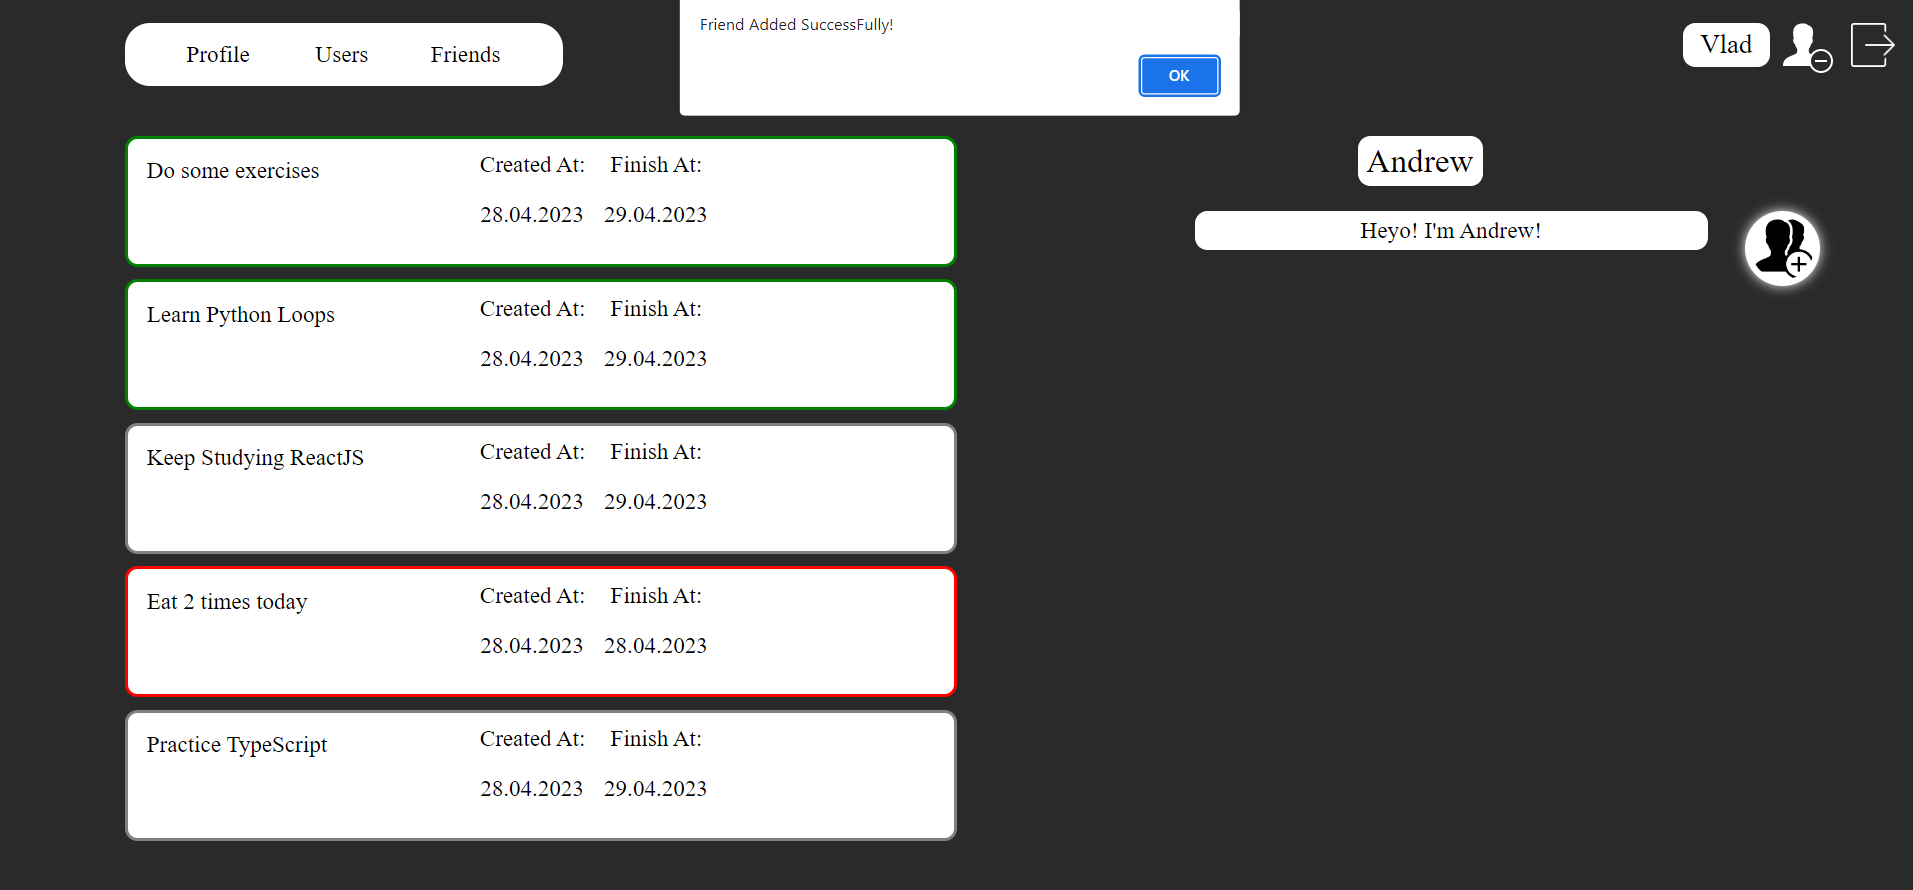 Profile Users Friends
Friend Added SuccessFully!
OK
Vlad
Do some exercises
Created At: Finish At:
28.04.2023 29.04.2023
Learn Python Loops
Created At: Finish At:
28.04.2023 29.04.2023
Keep Studying ReactJS
Created At: Finish At:
28.04.2023 29.04.2023
Eat 2 times today
Created At: Finish At:
28.04.2023 28.04.2023
Practice TypeScript
Created At: Finish At:
28.04.2023 29.04.2023
Andrew
Heyo! I'm Andrew!